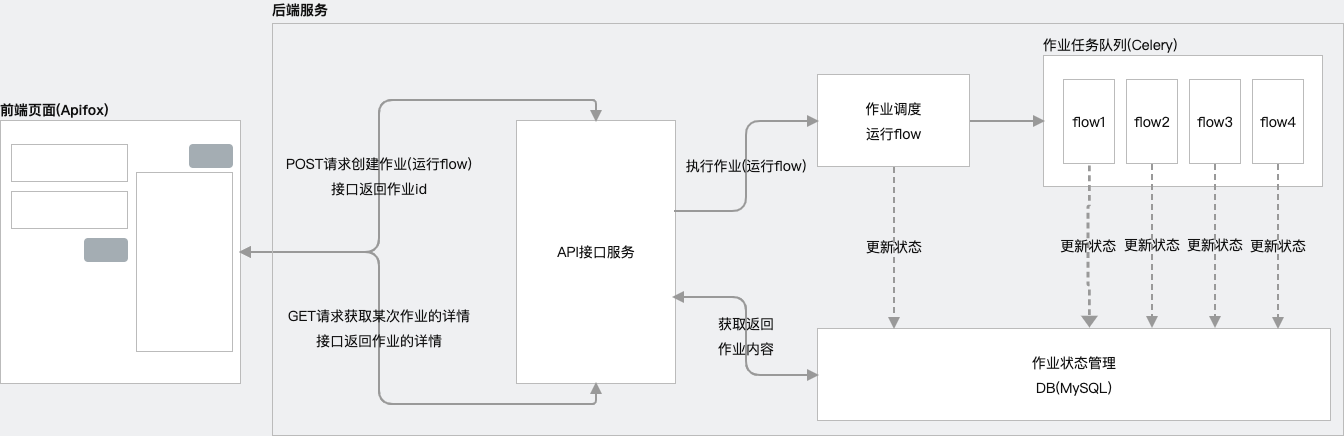 后端服务
作业任务队列(Celery)
前端页面(Apifox)
POST请求创建作业(运行flow)
接口返回作业id
API接口服务
GET请求获取某次作业的详情
接口返回作业的详情
执行作业(运行flow)
作业调度
运行flow
flow1
flow2
flow3
flow4
更新状态
更新状态
更新状态
更新状态
更新状态
获取返回
作业内容
作业状态管理
DB(MySQL)